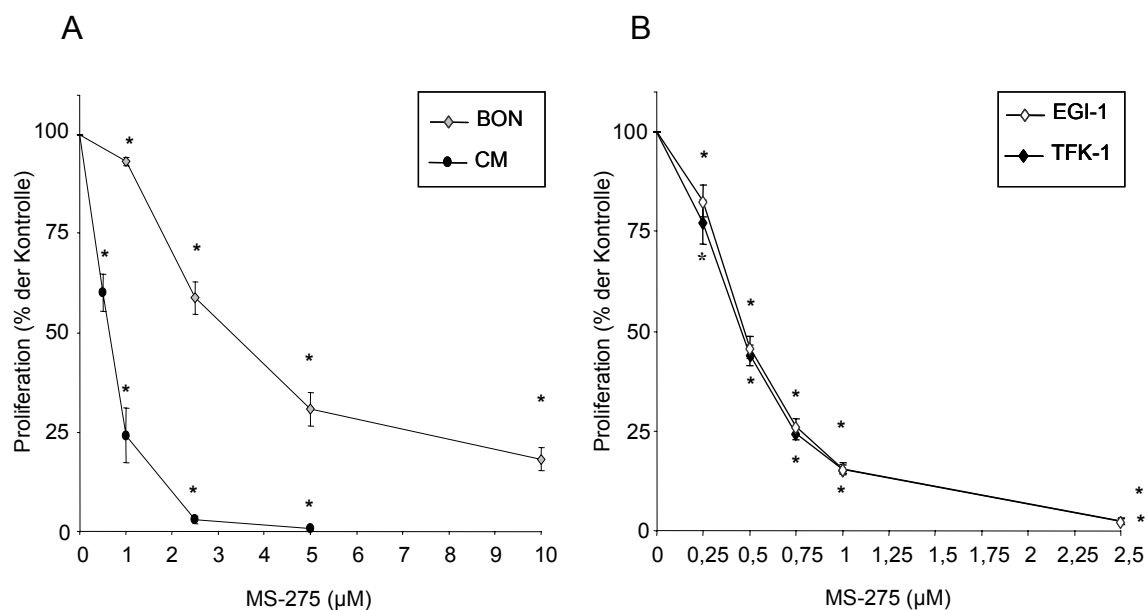 A
B
BON
CM
EGI-1
TFK-1
Proliferation (% der Kontrolle)
100
75
50
25
0
0 1 2 3 4 5 6 7 8 9 10
MS-275 (µM)
* * * *
* * * *
Proliferation (% der Kontrolle)
100
75
50
25
0
0 0,25 0,5 0,75 1 1,25 1,5 1,75 2 2,5
MS-275 (µM)
* * * * *
* * * * *